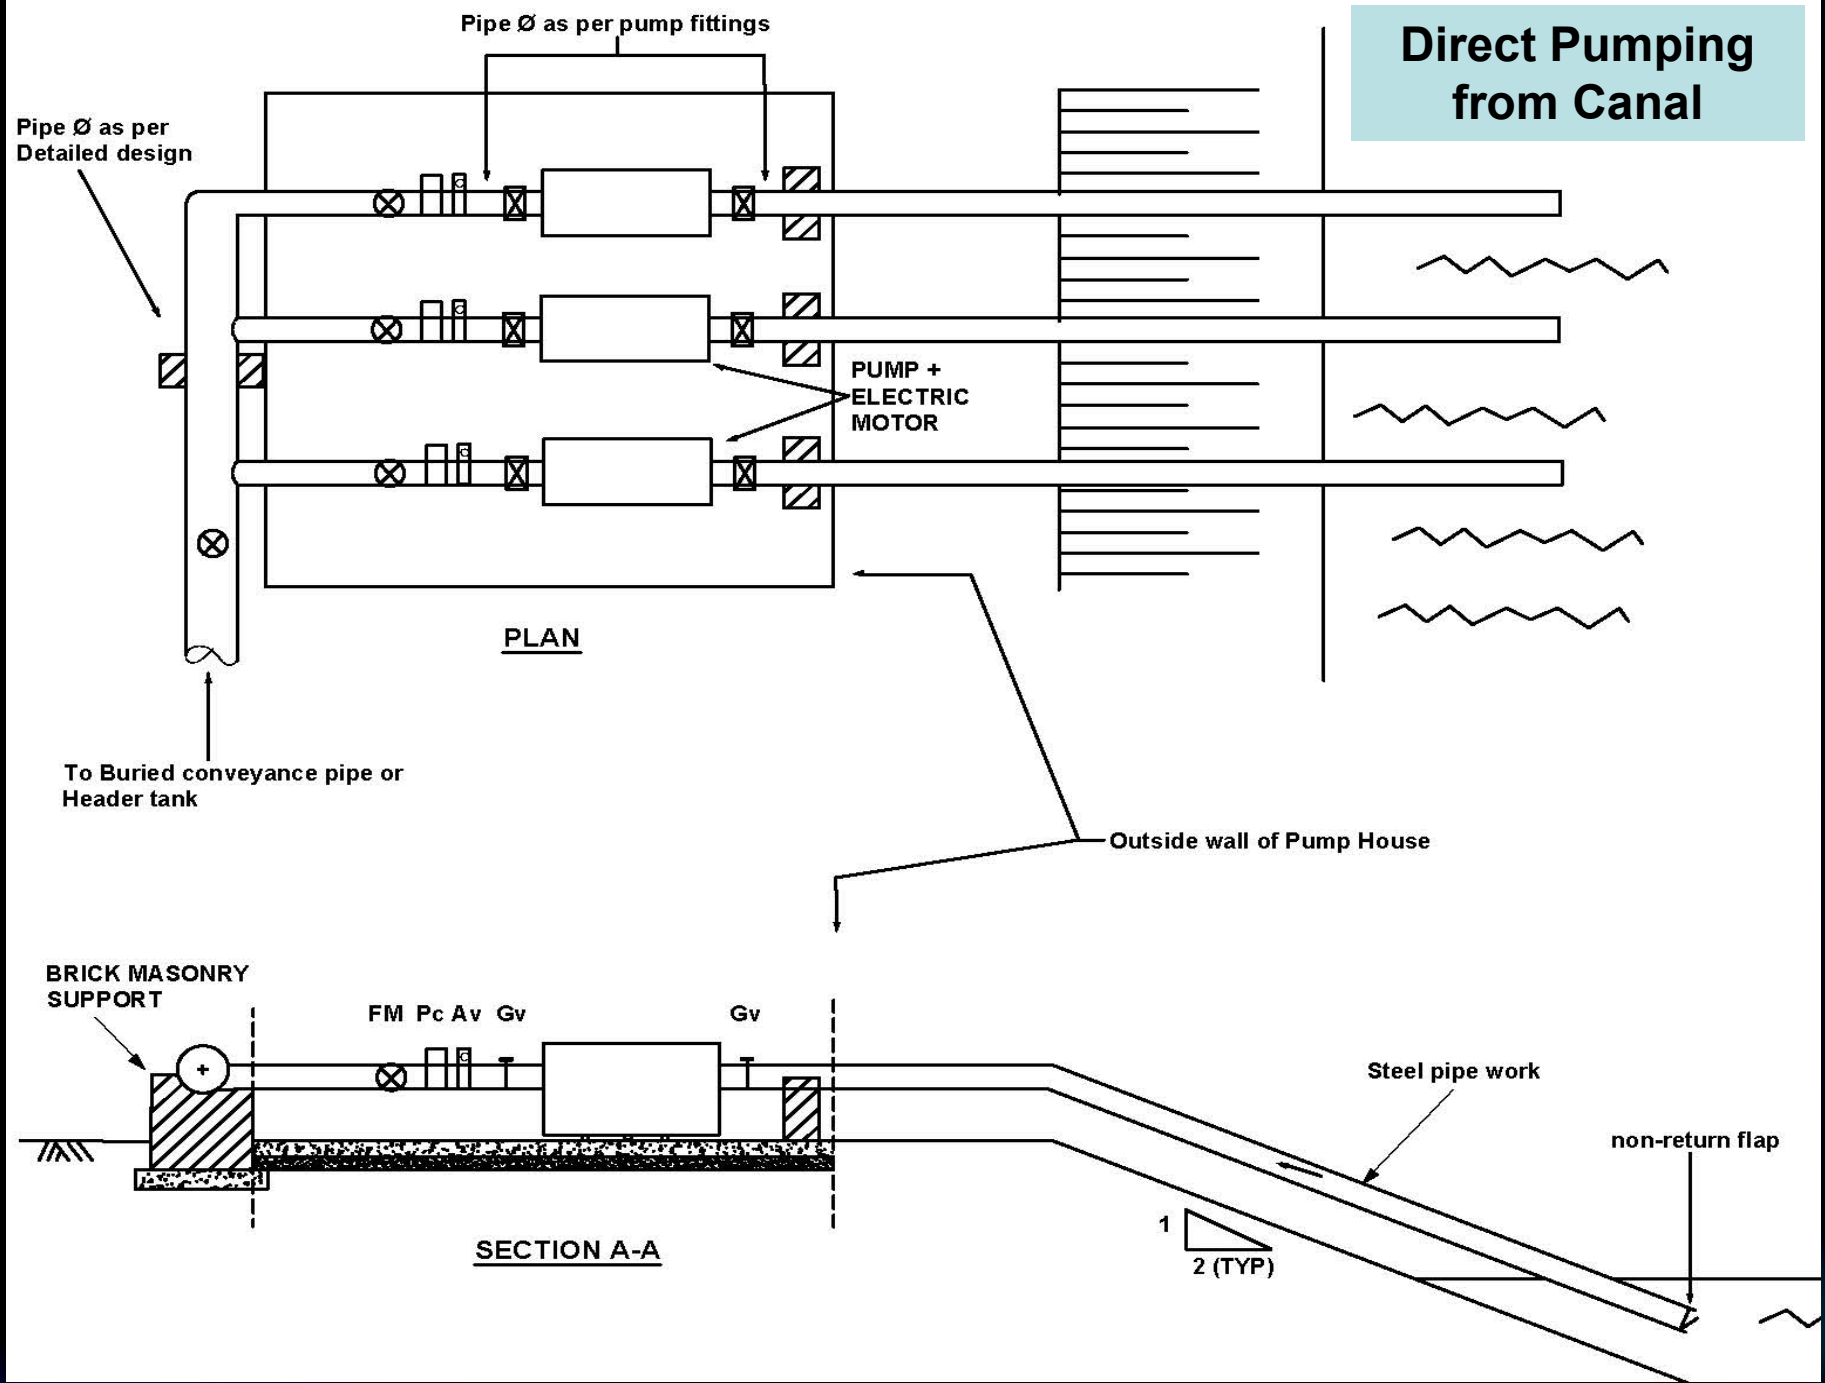 Pipe Ø as per pump fittings
Direct Pumping
from Canal
Pipe Ø as per
Detailed design
PUMP +
ELECTRIC
MOTOR
PLAN
To Buried conveyance pipe or
Header tank
Outside wall of Pump House
BRICK MASONRY
SUPPORT
FM Pc Av Gv
Gv
Steel pipe work
non-return flap
1
2 (TYP)
SECTION A-A